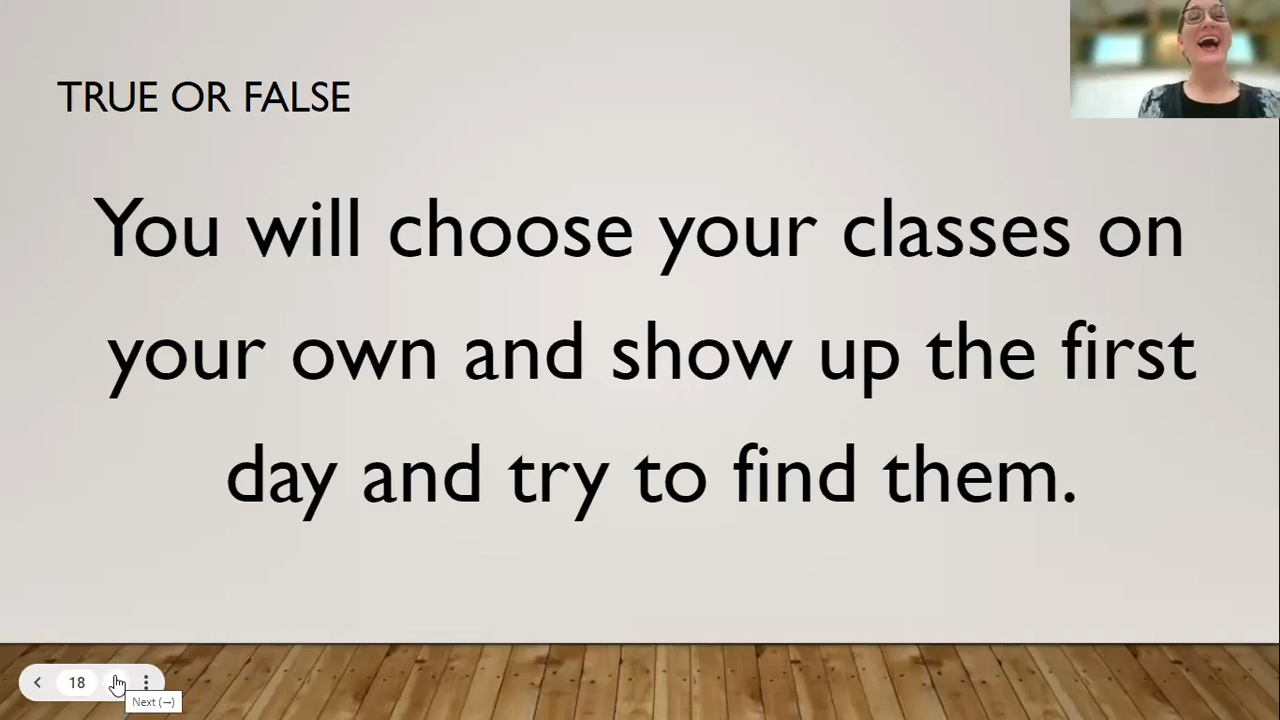 TRUE OR FALSE
You will choose your classes on
your own and show up the first
day and try to find them.
18
Next (→)